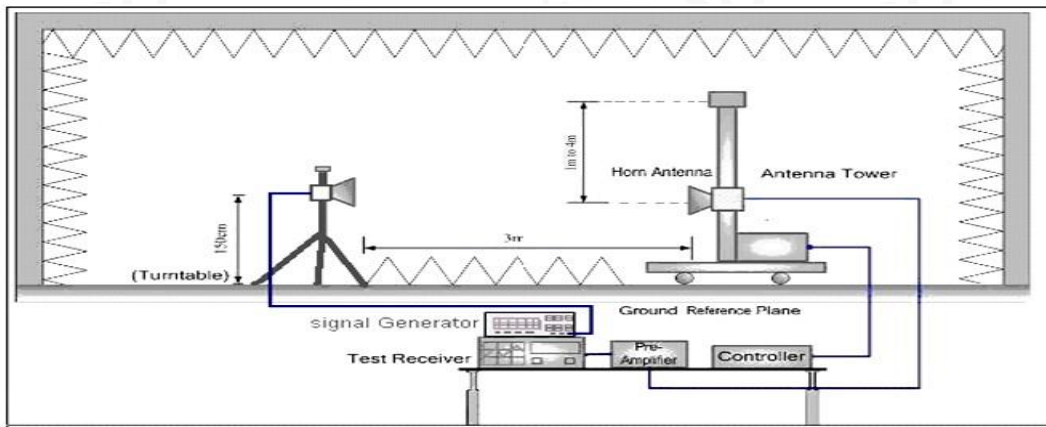 1m to 4m
Horn Antenna
Antenna Tower
150cm
3m
(Turntable)
Ground Reference Plane
signal Generator
Test Receiver
Pre-
Amplifier
Controller